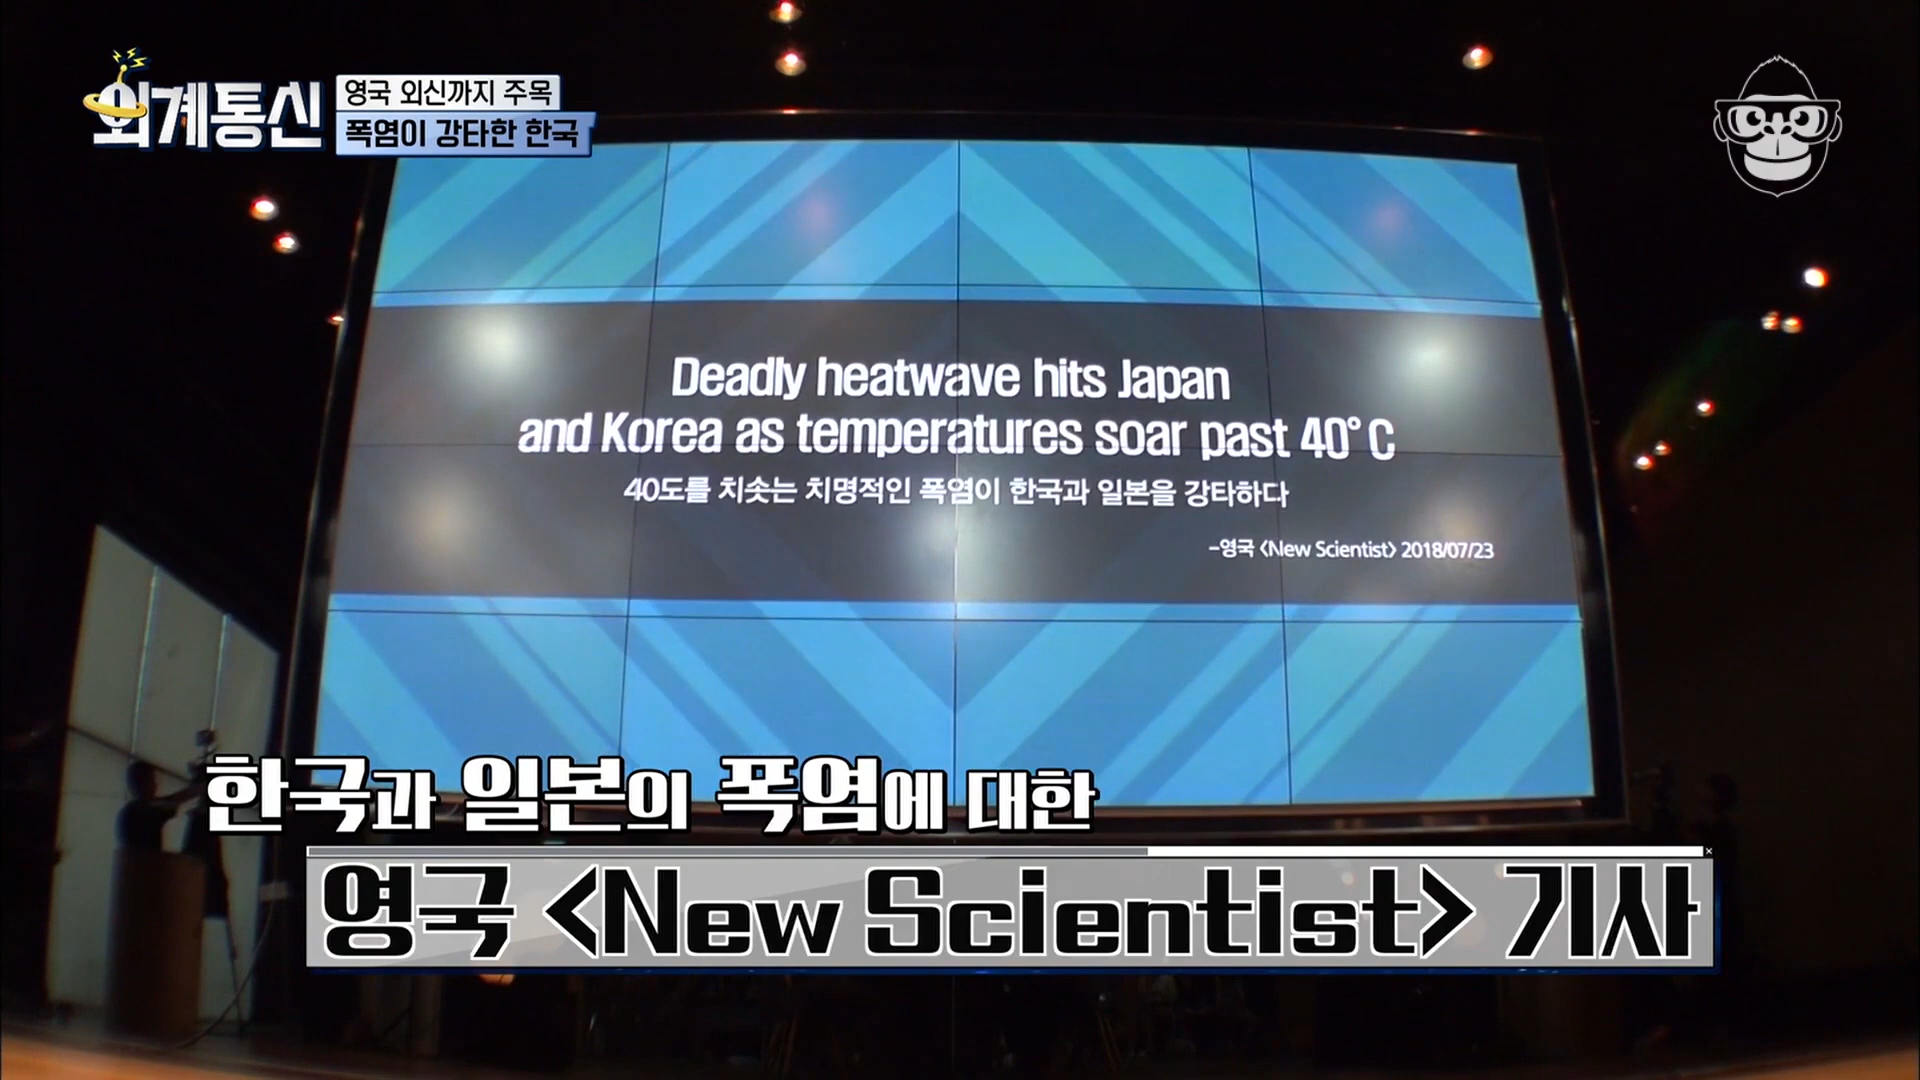 외계통신
영국 외신까지 주목
폭염이 강타한 한국
Deadly heatwave hits Japan
and Korea as temperatures soar past 40°C
40도를 치솟는 치명적인 폭염이 한국과 일본을 강타하다
-영국 <New Scientist> 2018/07/23
한국과 일본의 폭염에 대한
영국 <New Scientist> 기사